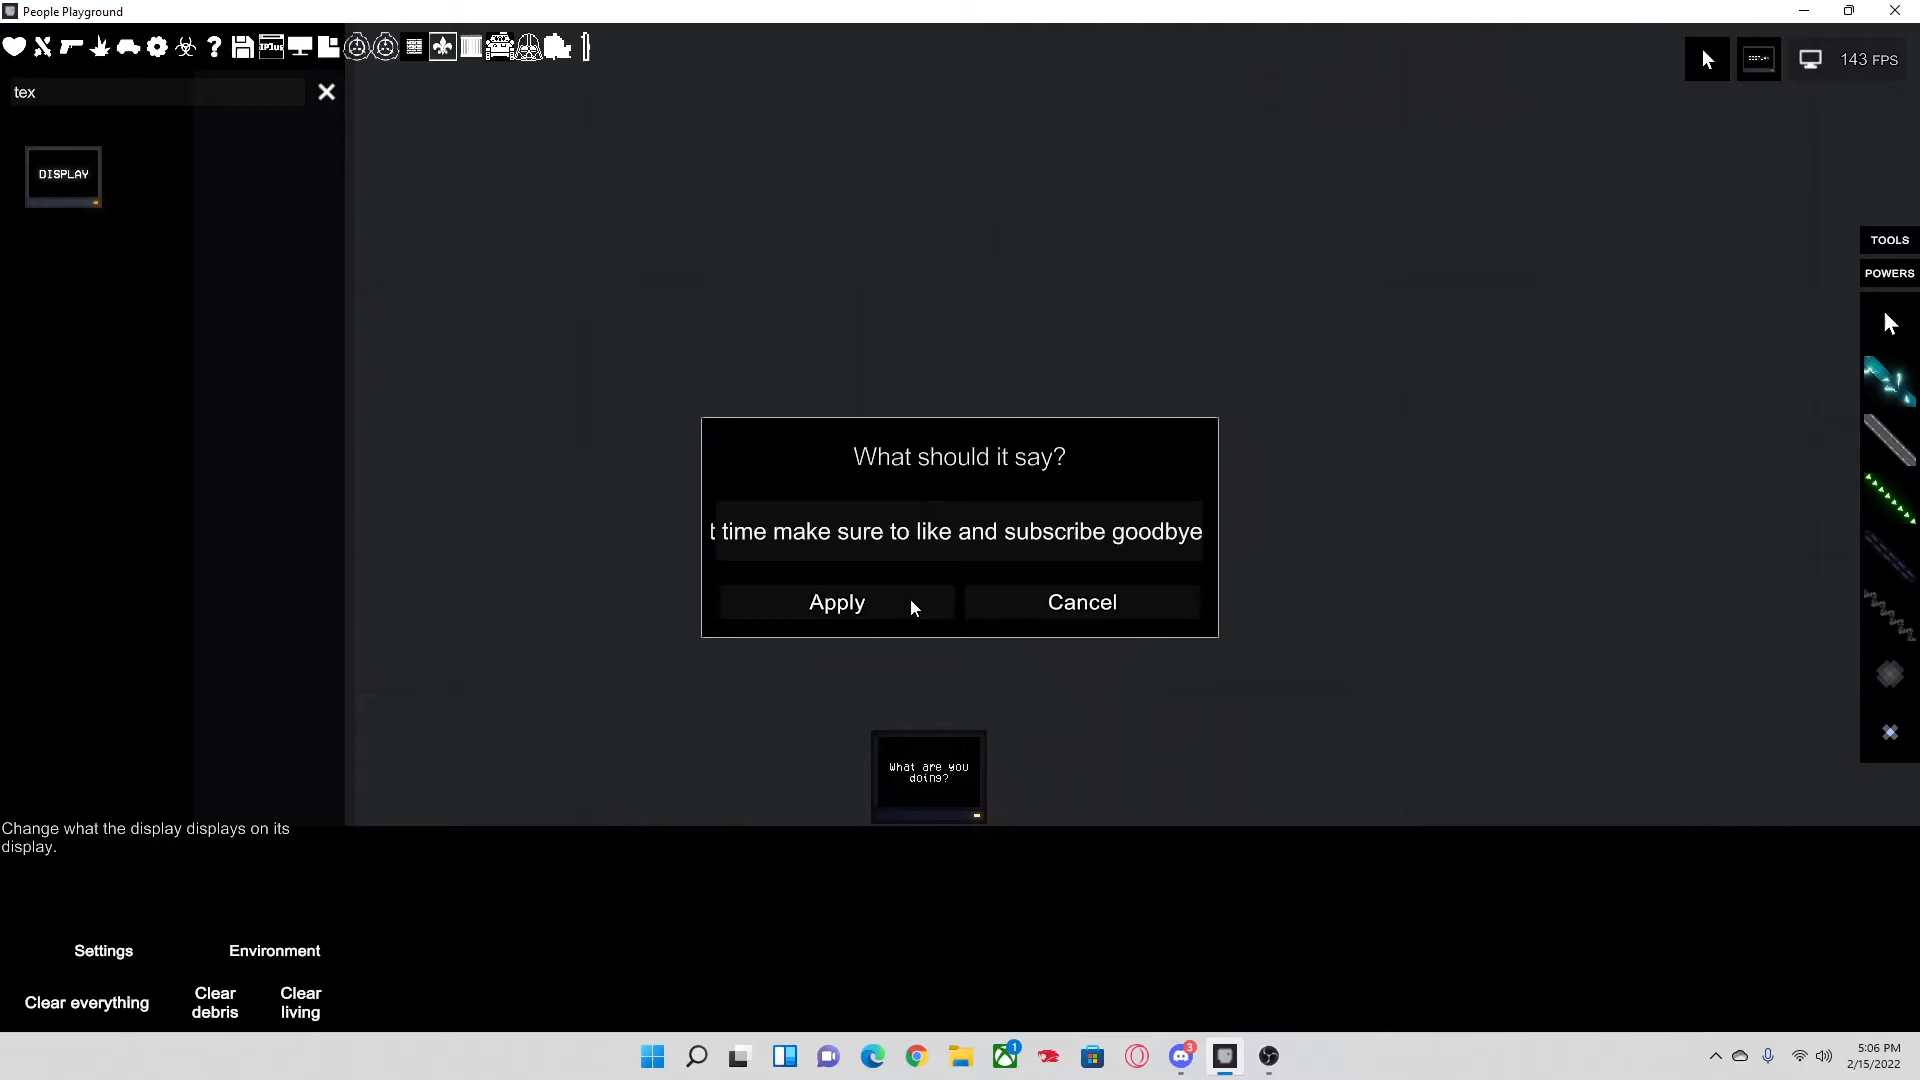 People Playground
143 FPS
tex
DISPLAY
TOOLS
POWERS
What should it say?
t time make sure to like and subscribe goodbye
Apply
Cancel
What are you
doing?
Change what the display displays on its
display.
Settings
Environment
Clear everything
Clear
debris
Clear
living
1
3
5:06 PM
2/15/2022